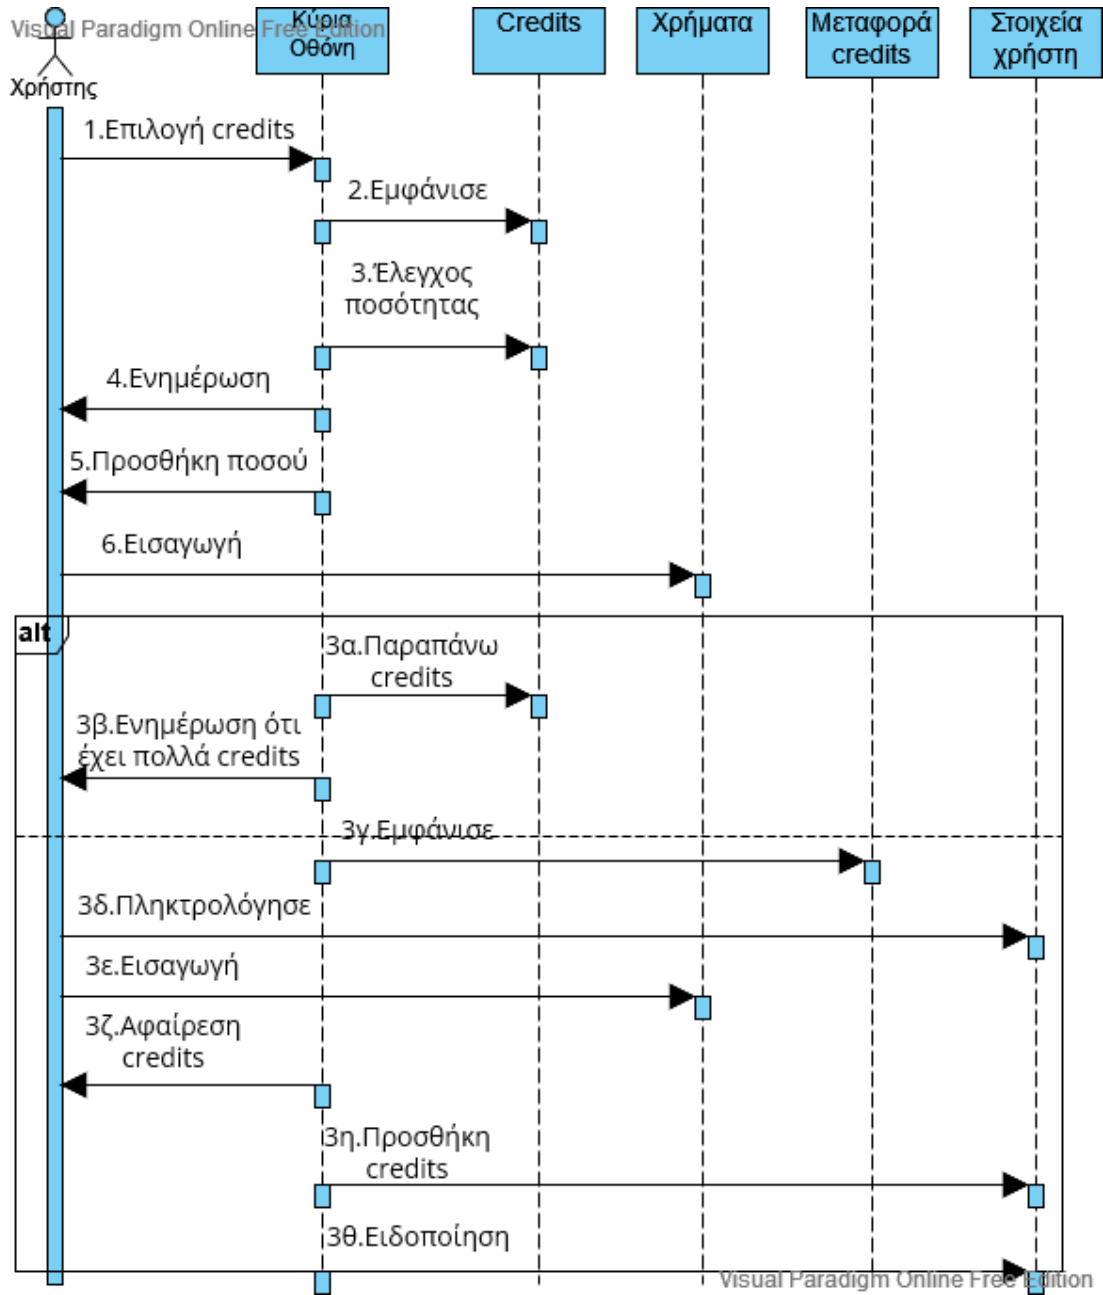 Visual Paradigm Online Free Edition
Χρήστης
Κύρια
Οθόνη
Credits
Χρήματα
Μεταφορά
credits
Στοιχεία
χρήστη
1.Επιλογή credits
2.Εμφάνισε
3.Έλεγχος
ποσότητας
4.Ενημέρωση
5.Προσθήκη ποσού
6.Εισαγωγή
alt
3α.Παραπάνω
credits
3β.Ενημέρωση ότι
έχει πολλά credits
3γ.Εμφάνισε
3δ.Πληκτρολόγησε
3ε.Εισαγωγή
3ζ.Αφαίρεση
credits
3η.Προσθήκη
credits
3θ.Ειδοποίηση
Visual Paradigm Online Free Edition